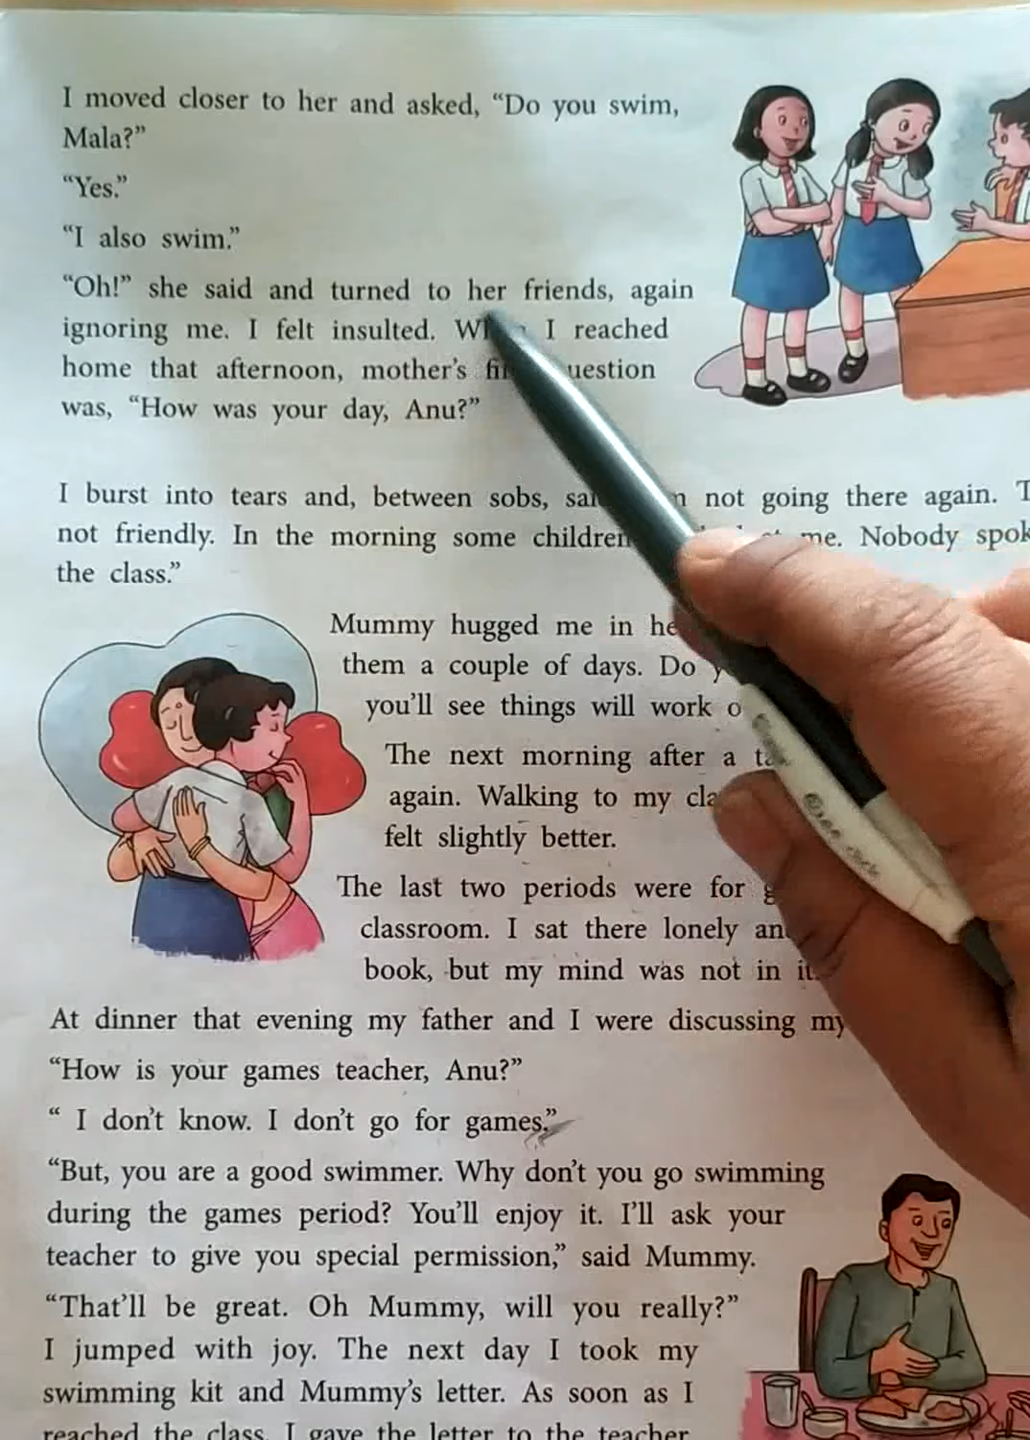 I moved closer to her and asked, “Do you swim,
Mala?”
“Yes.”
“I also swim.”
“Oh!” she said and turned to her friends, again
ignoring me. I felt insulted. I reached
home that afternoon, mother’s
was, “How was your day, Anu?”
I burst into tears and, between sobs, not going there again.
not friendly. In the morning some children me. Nobody
the class.”
Mummy hugged me in
them a couple of days. Do
you’ll see things will work
The next morning after a
again. Walking to my
felt slightly better.
The last two periods were for
classroom. I sat there lonely
book, but my mind was not in it.
At dinner that evening my father and I were discussing my
“How is your games teacher, Anu?”
“ I don’t know. I don’t go for games.”
“But, you are a good swimmer. Why don’t you go swimming
during the games period? You’ll enjoy it. I’ll ask your
teacher to give you special permission,” said Mummy.
“That’ll be great. Oh Mummy, will you really?”
I jumped with joy. The next day I took my
swimming kit and Mummy’s letter. As soon as I
reached the class, I gave the letter to the teacher